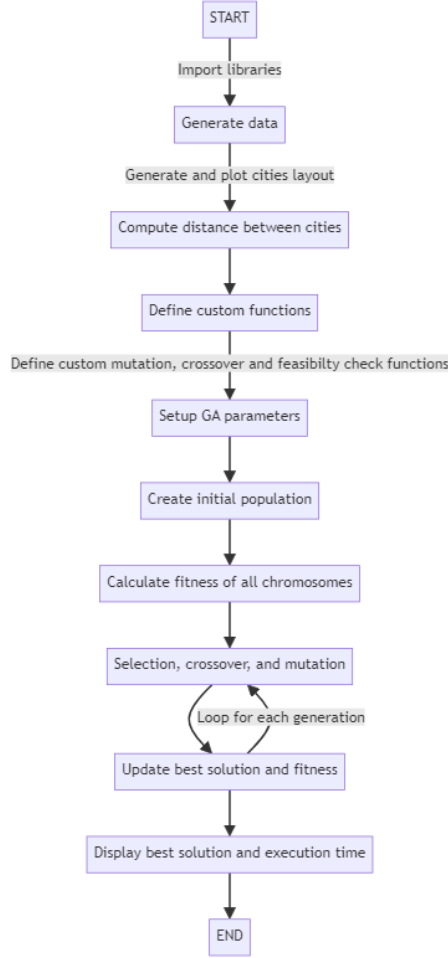 START
Import libraries
Generate data
Generate and plot cities layout
Compute distance between cities
Define custom functions
Define custom mutation, crossover and feasibilty check functions
Setup GA parameters
Create initial population
Calculate fitness of all chromosomes
Selection, crossover, and mutation
Loop for each generation
Update best solution and fitness
Display best solution and execution time
END